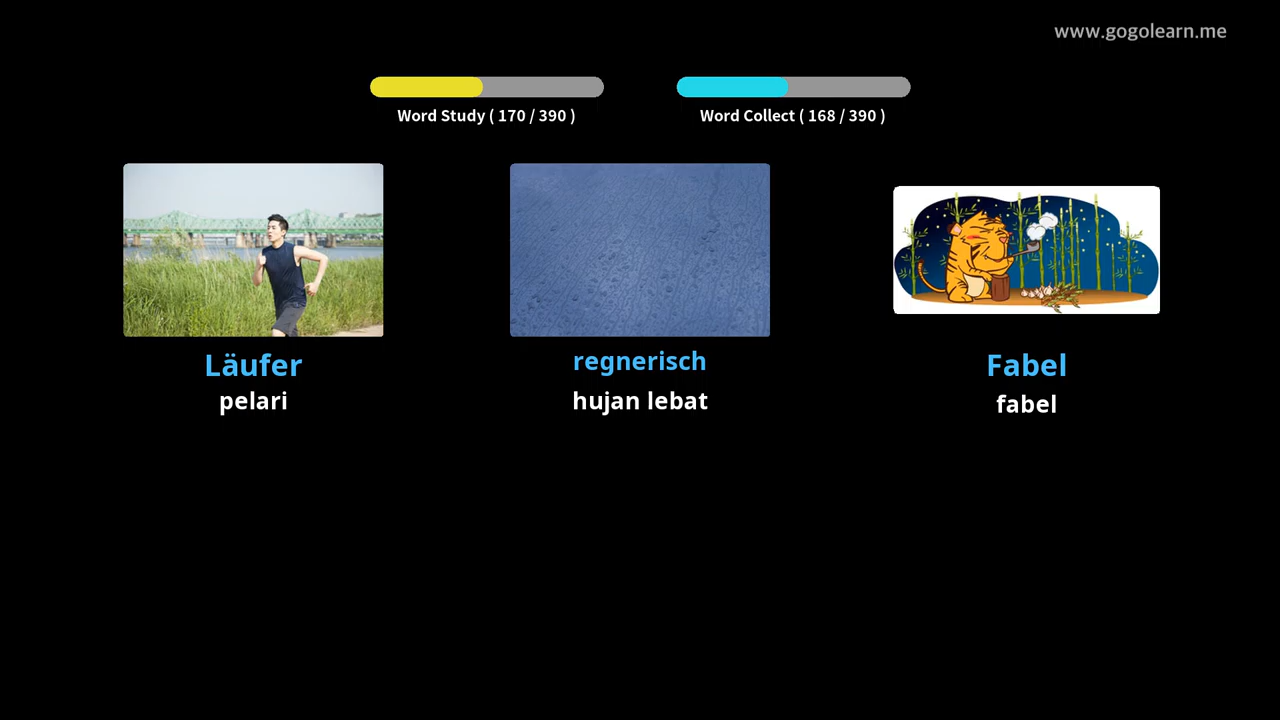 www.gogolearn.me
Word Study ( 170 / 390 )
Word Collect ( 168 / 390 )
Läufer
pelari
regnerisch
hujan lebat
Fabel
fabel